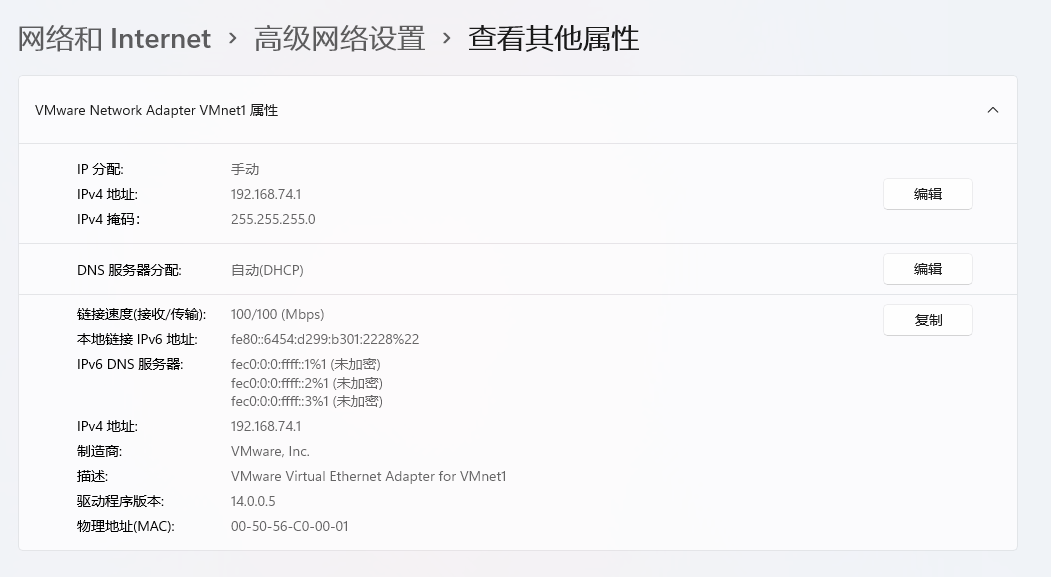 网络和 Internet › 高级网络设置 › 查看其他属性
VMware Network Adapter VMnet1 属性
IP 分配: 手动
IPv4 地址: 192.168.74.1
编辑
IPv4 掩码： 255.255.255.0
DNS 服务器分配: 自动(DHCP)
编辑
链接速度(接收/传输): 100/100 (Mbps)
复制
本地链接 IPv6 地址: fe80::6454:d299:b301:2228%22
IPv6 DNS 服务器: fec0:0:0:ffff::1%1 (未加密)
fec0:0:0:ffff::2%1 (未加密)
fec0:0:0:ffff::3%1 (未加密)
IPv4 地址: 192.168.74.1
制造商: VMware, Inc.
描述: VMware Virtual Ethernet Adapter for VMnet1
驱动程序版本: 14.0.0.5
物理地址(MAC): 00-50-56-C0-00-01